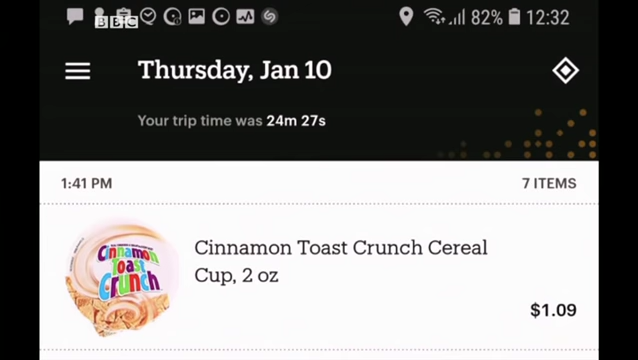 BBC
82% 12:32
Thursday, Jan 10
Your trip time was 24m 27s
1:41 PM 7 ITEMS
Cinnamon Toast Crunch Cereal
Cup, 2 oz
Cinnamon
Toast
Crunch
$1.09